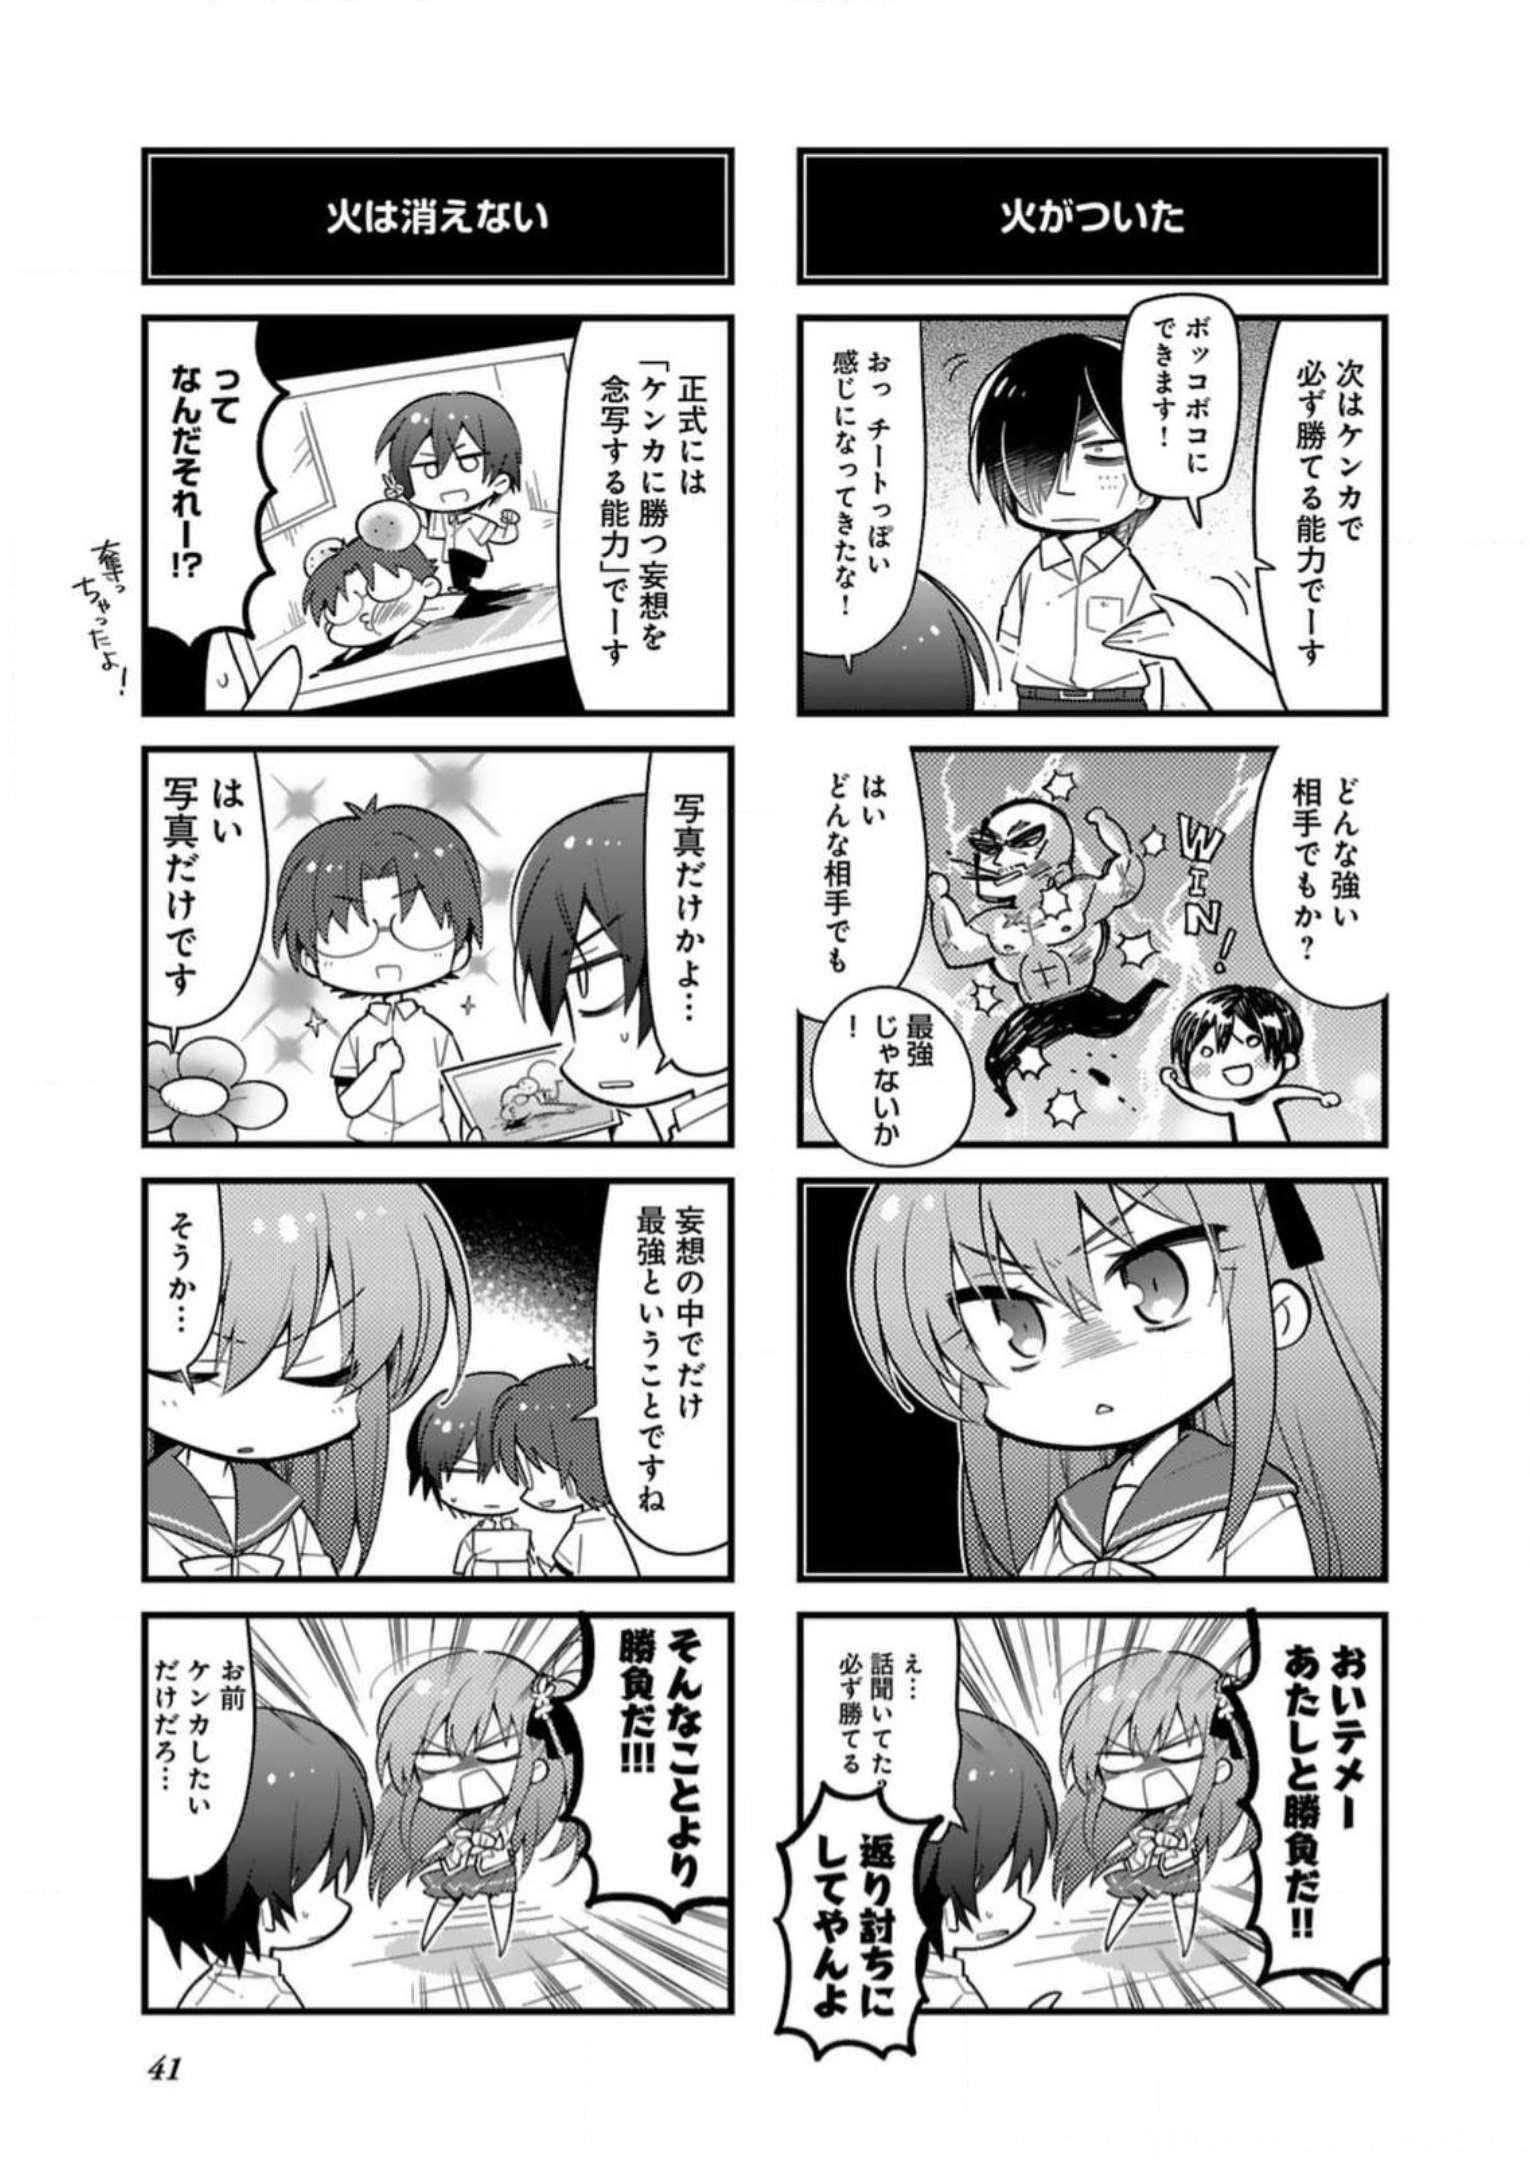 火がついた
次はケンカで
必ず勝てる能力でーす
ボッコボコに
できます!
おっ チートっぽい
感じになってきたな!
どんな強い
相手でもか?
WIN!
はい
どんな相手でも
最強
じゃないか
!
おいテメー
あたしと勝負だ!!
え…
話聞いてた?
必ず勝てる
返り討ちに
してやんよ
火は消えない
正式には
「ケンカに勝つ妄想を
念写する能力」でーす
って
なんだそれー!?
奪っ
ちゃったよ!
写真だけかよ…
はい
写真だけです
妄想の中でだけ
最強ということですね
そうか…
そんなことより
勝負だ!!!
お前
ケンカしたい
だけだろ…
41